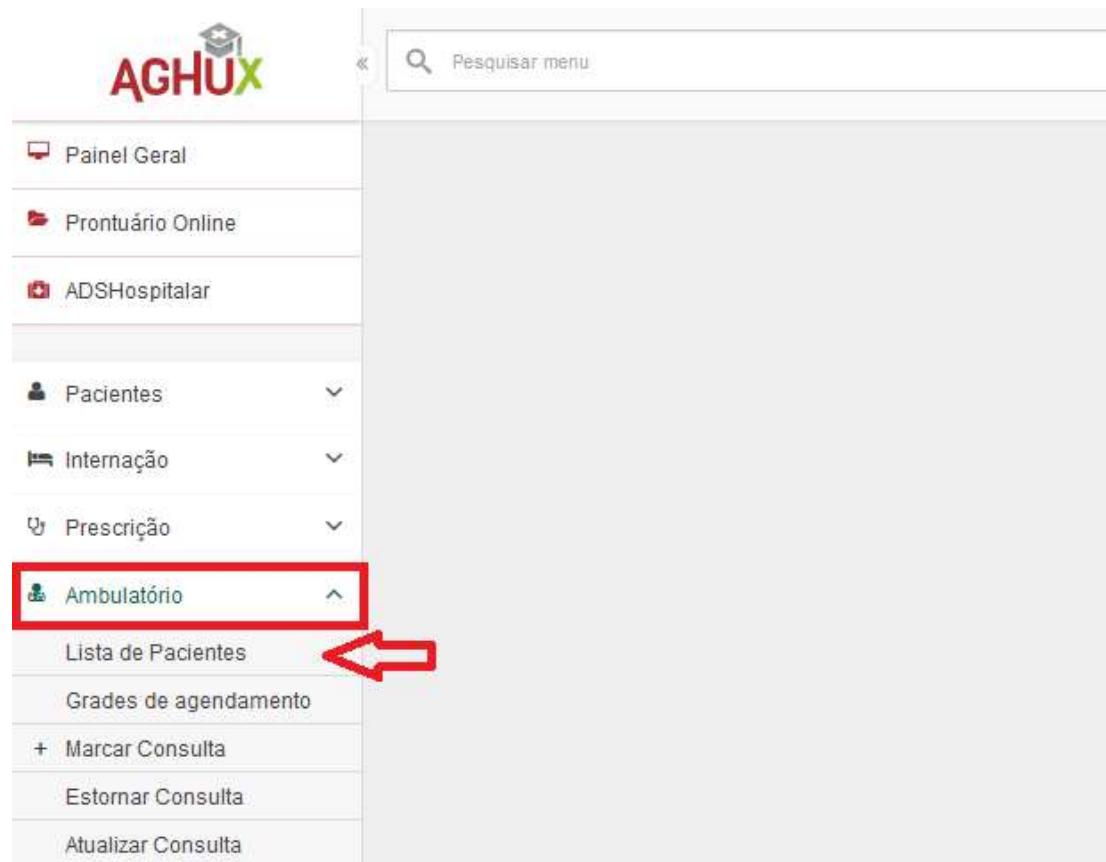 AGHUX
«
Pesquisar menu
Painel Geral
Prontuário Online
ADSHospitalar
Pacientes
Internação
Prescrição
Ambulatório
Lista de Pacientes
Grades de agendamento
+ Marcar Consulta
Estornar Consulta
Atualizar Consulta